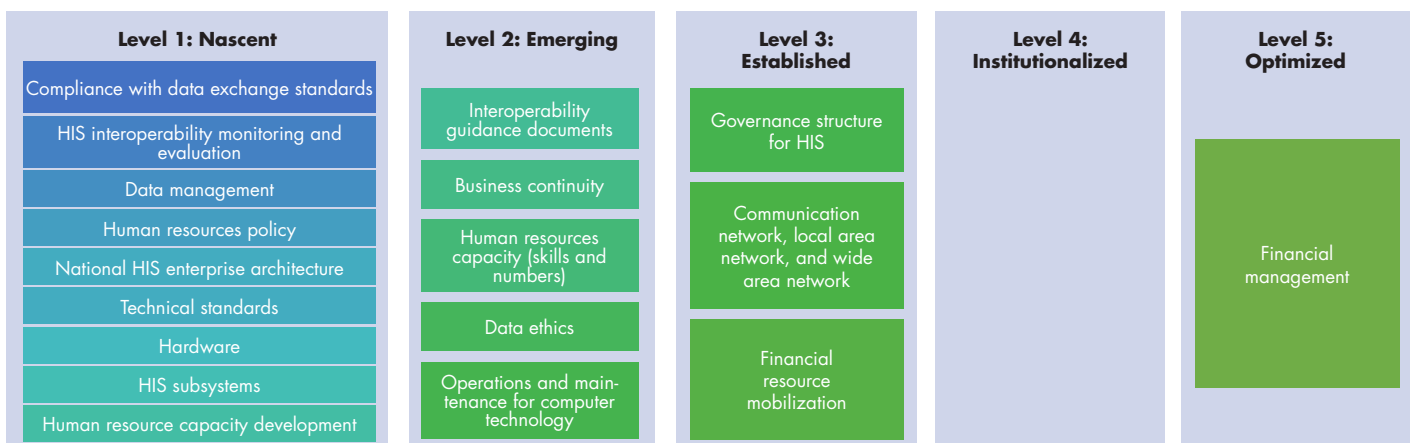 Level 1: Nascent
Compliance with data exchange standards
HIS interoperability monitoring and
evaluation
Data management
Human resources policy
National HIS enterprise architecture
Technical standards
Hardware
HIS subsystems
Human resource capacity development
Level 2: Emerging
Interoperability
guidance documents
Business continuity
Human resources
capacity (skills and
numbers)
Data ethics
Operations and main-
tenance for computer
technology
Level 3:
Established
Governance structure
for HIS
Communication
network, local area
network, and wide
area network
Financial
resource
mobilization
Level 4:
Institutionalized
Level 5:
Optimized
Financial
management